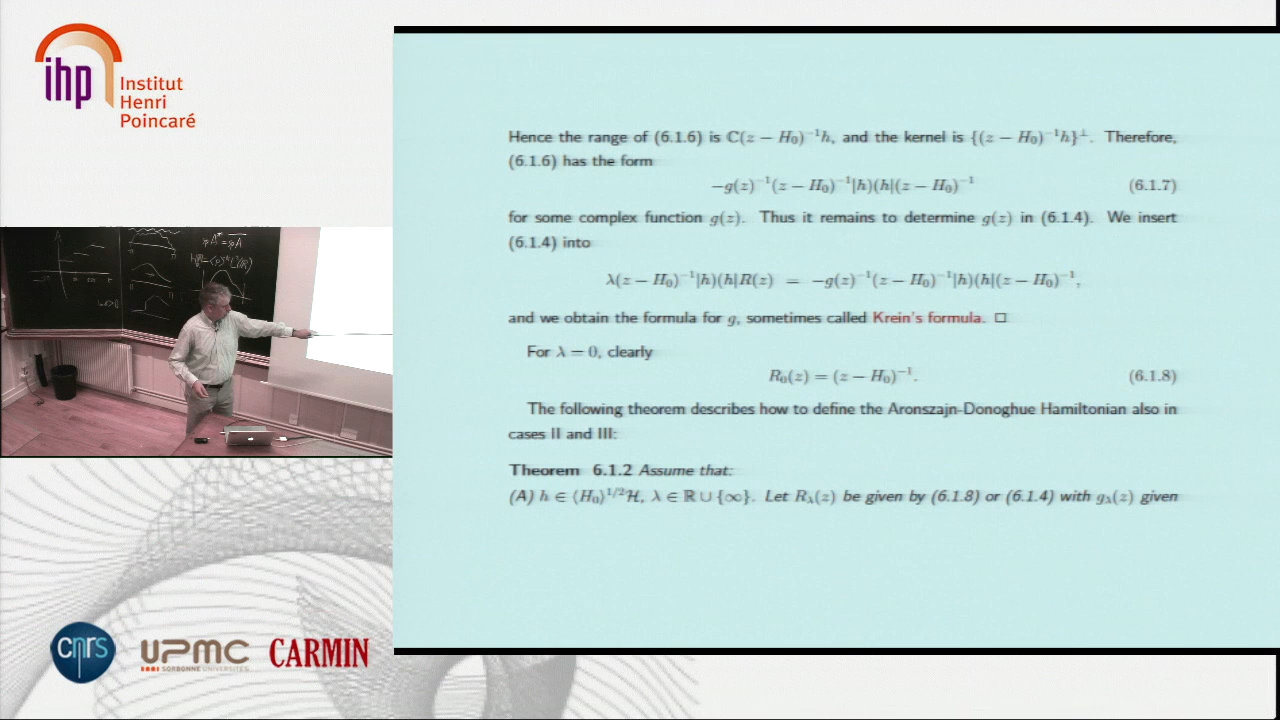 ihp
Institut
Henri
Poincaré
Hence the range of (6.1.6) is ℂ(z − H₀)⁻¹h, and the kernel is {(z − H₀)⁻¹h}^⊥. Therefore,
(6.1.6) has the form
−g(z)⁻¹(z − H₀)⁻¹|h)(h|(z − H₀)⁻¹ (6.1.7)
for some complex function g(z). Thus it remains to determine g(z) in (6.1.4). We insert
(6.1.4) into
λ(z − H₀)⁻¹|h)(h|R(z) = −g(z)⁻¹(z − H₀)⁻¹|h)(h|(z − H₀)⁻¹,
and we obtain the formula for g, sometimes called Krein's formula. □
For λ = 0, clearly
R₀(z) = (z − H₀)⁻¹. (6.1.8)
The following theorem describes how to define the Aronszajn-Donoghue Hamiltonian also in
cases II and III:
Theorem 6.1.2 Assume that:
(A) h ∈ ⟨H₀⟩^{1/2}ℋ, λ ∈ ℝ ∪ {∞}. Let R_λ(z) be given by (6.1.8) or (6.1.4) with g_λ(z) given
cnrs
UPMC
SORBONNE UNIVERSITÉS
CARMIN